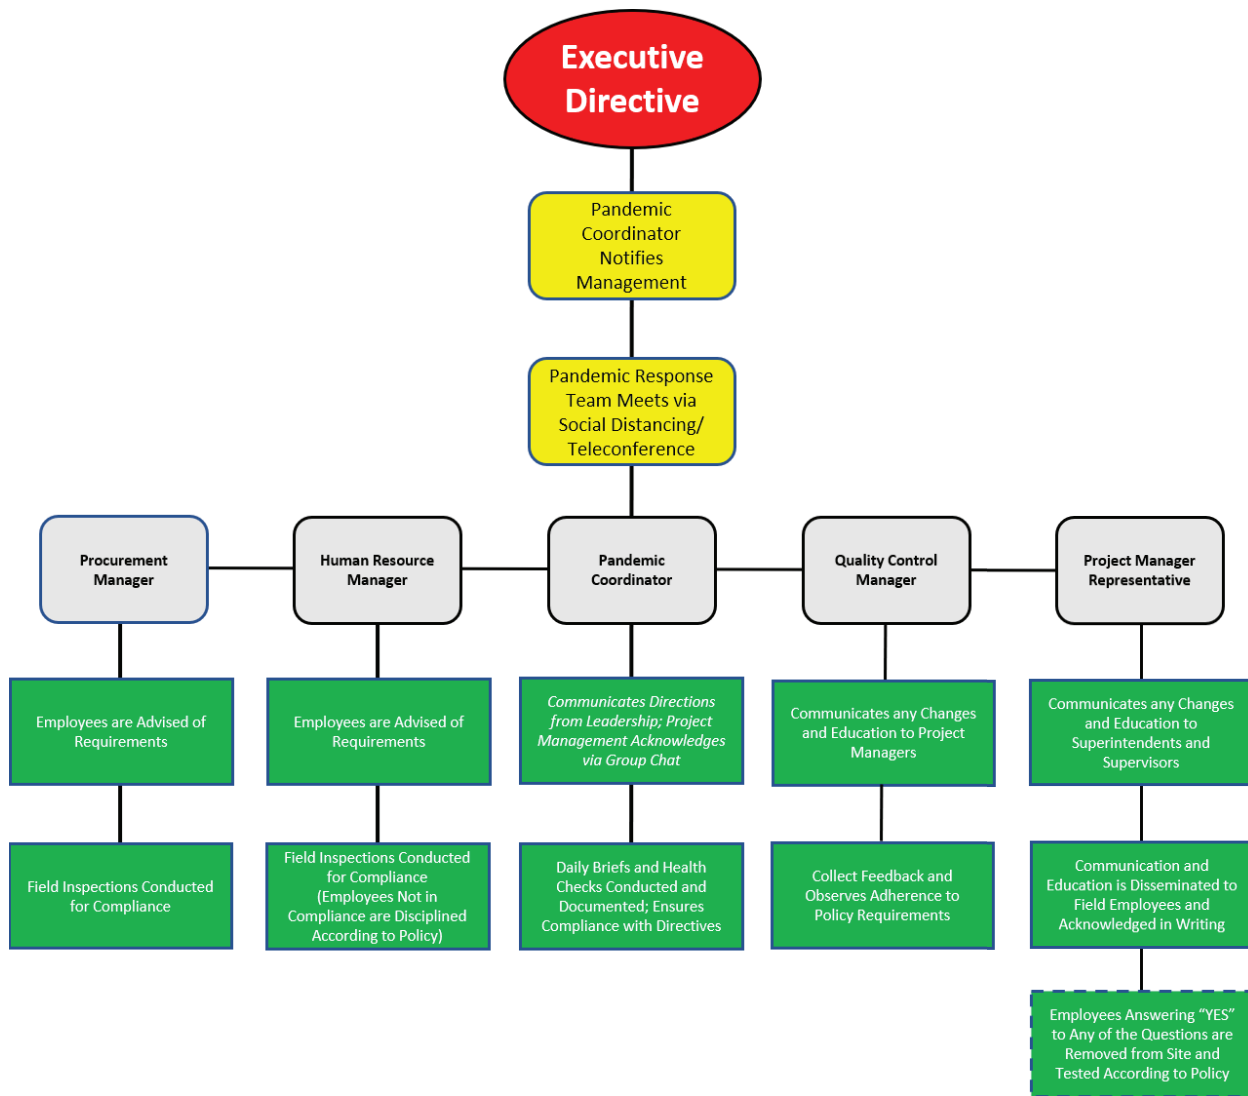 Executive
Directive
Pandemic
Coordinator
Notifies
Management
Pandemic Response
Team Meets via
Social Distancing/
Teleconference
Procurement
Manager
Human Resource
Manager
Pandemic
Coordinator
Quality Control
Manager
Project Manager
Representative
Employees are Advised of
Requirements
Employees are Advised of
Requirements
Communicates Directions
from Leadership; Project
Management Acknowledges
via Group Chat
Communicates any Changes
and Education to Project
Managers
Communicates any Changes
and Education to
Superintendents and
Supervisors
Field Inspections Conducted
for Compliance
Field Inspections Conducted
for Compliance
(Employees Not in
Compliance are Disciplined
According to Policy)
Daily Briefs and Health
Checks Conducted and
Documented; Ensures
Compliance with Directives
Collect Feedback and
Observes Adherence to
Policy Requirements
Communication and
Education is Disseminated to
Field Employees and
Acknowledged in Writing
Employees Answering “YES”
to Any of the Questions are
Removed from Site and
Tested According to Policy